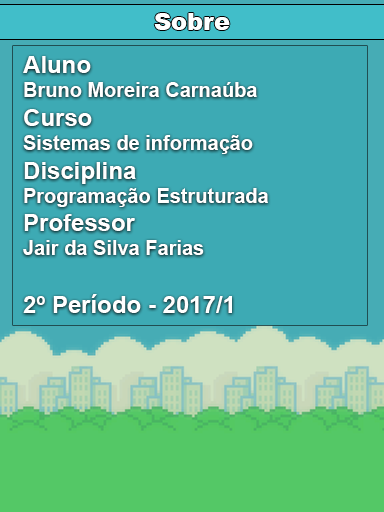 Sobre
Aluno
Bruno Moreira Carnaúba
Curso
Sistemas de informação
Disciplina
Programação Estruturada
Professor
Jair da Silva Farias
2º Período - 2017/1